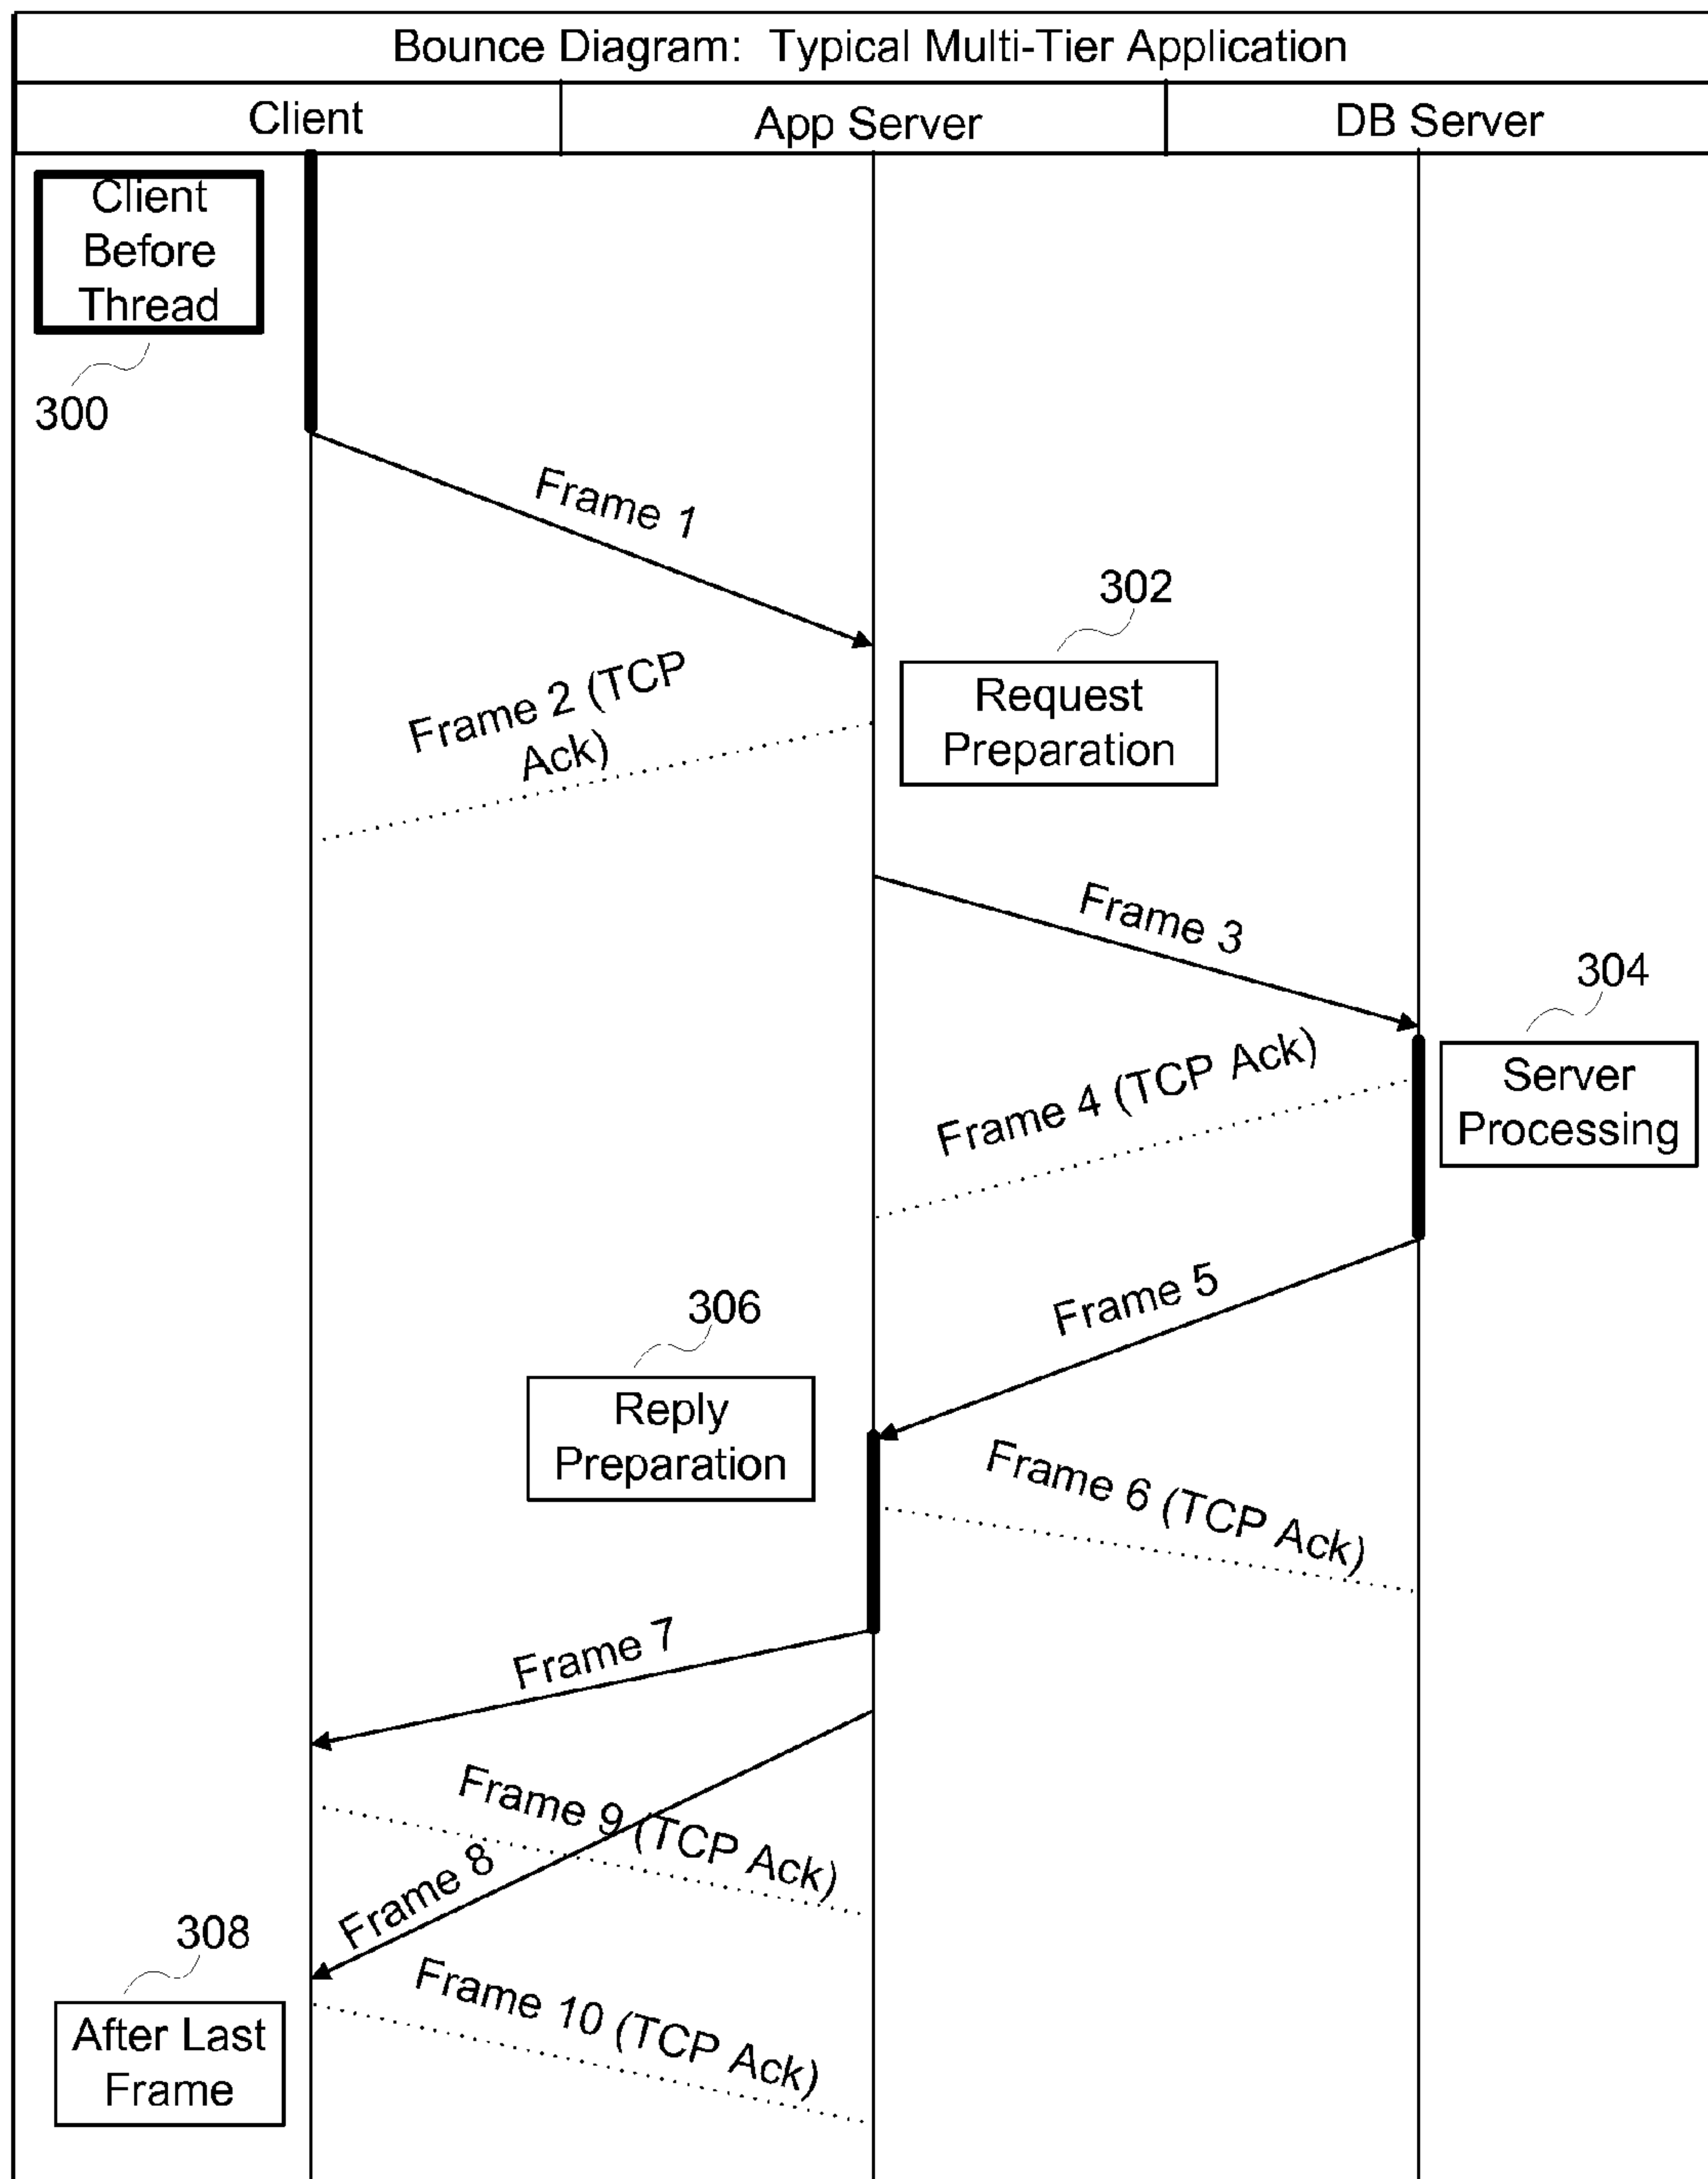 Bounce Diagram: Typical Multi-Tier Application
Client
App Server
DB Server
Client
Before
Thread
300
Frame 1
302
Request
Preparation
Frame 2 (TCP
Ack)
Frame 3
304
Server
Processing
Frame 4 (TCP Ack)
Frame 5
306
Reply
Preparation
Frame 6 (TCP Ack)
Frame 7
Frame 9 (TCP Ack)
Frame 8
308
After Last
Frame
Frame 10 (TCP Ack)